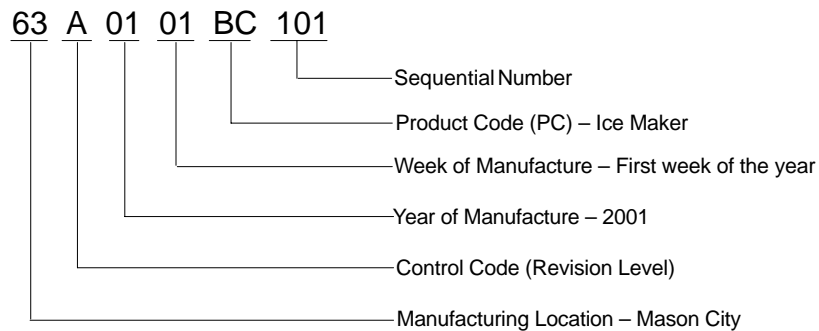 63 A 01 01 BC 101
Sequential Number
Product Code (PC) – Ice Maker
Week of Manufacture – First week of the year
Year of Manufacture – 2001
Control Code (Revision Level)
Manufacturing Location – Mason City